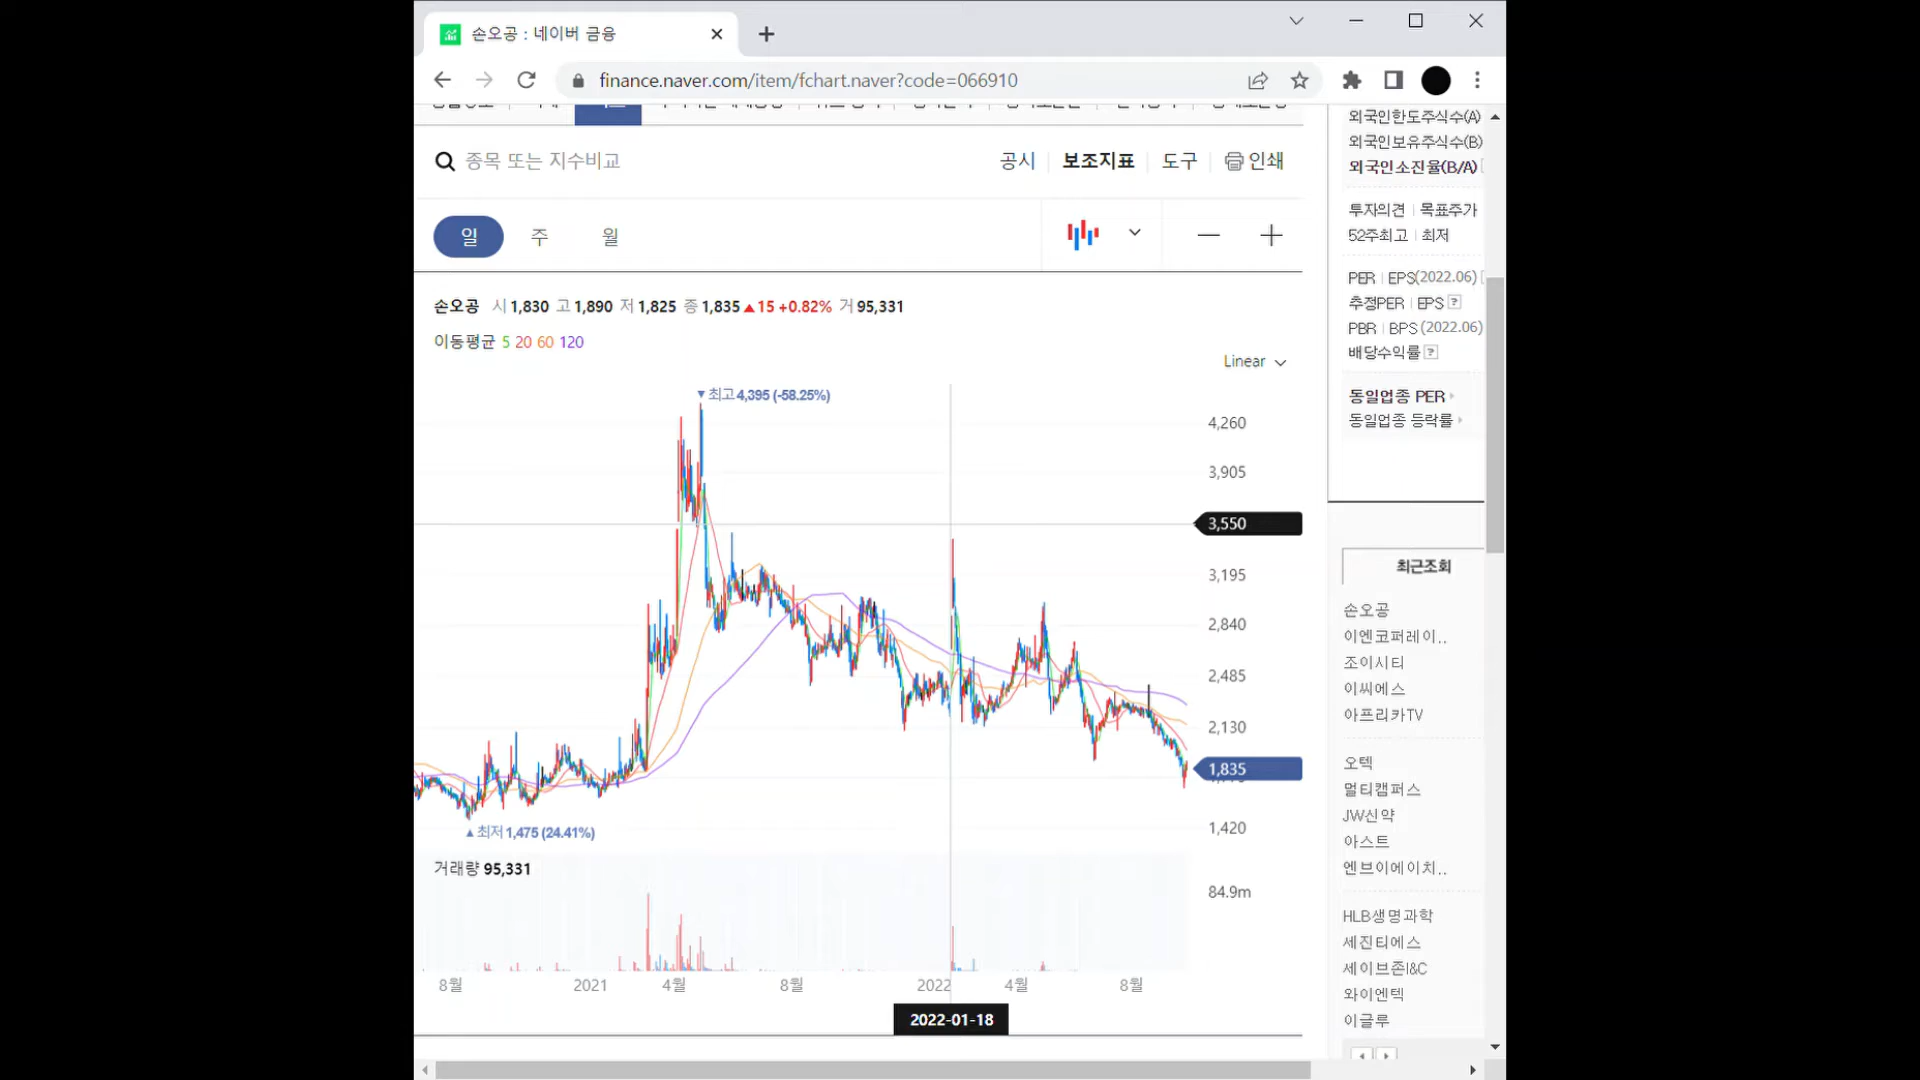 손오공 : 네이버 금융
finance.naver.com/item/fchart.naver?code=066910
종목 또는 지수비교
공시 보조지표 도구 인쇄
일 주 월
손오공 시 1,830 고 1,890 저 1,825 종 1,835 ▲15 +0.82% 거 95,331
이동평균 5 20 60 120
Linear
▼최고 4,395 (-58.25%)
4,260
3,905
3,550
3,195
2,840
2,485
2,130
1,835
1,420
▲최저 1,475 (24.41%)
거래량 95,331
84.9m
8월 2021 4월 8월 2022 4월 8월
2022-01-18
외국인한도주식수(A)
외국인보유주식수(B)
외국인소진율(B/A)
투자의견 | 목표주가
52주최고 | 최저
PER | EPS(2022.06)
추정PER | EPS ?
PBR | BPS (2022.06)
배당수익률 ?
동일업종 PER
동일업종 등락률
최근조회
손오공
이엔코퍼레이..
조이시티
이씨에스
아프리카TV
오텍
멀티캠퍼스
JW신약
아스트
엔브이에이치..
HLB생명과학
세진티에스
세이브존I&C
와이엔텍
이글루